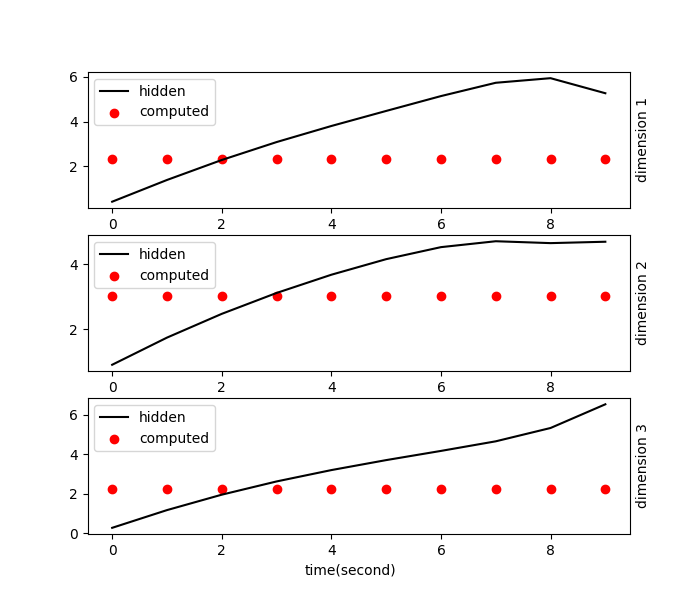 6
4
2
hidden
computed
dimension 1
0 2 4 6 8
4
2
hidden
computed
dimension 2
0 2 4 6 8
6
4
2
0
hidden
computed
dimension 3
0 2 4 6 8
time(second)